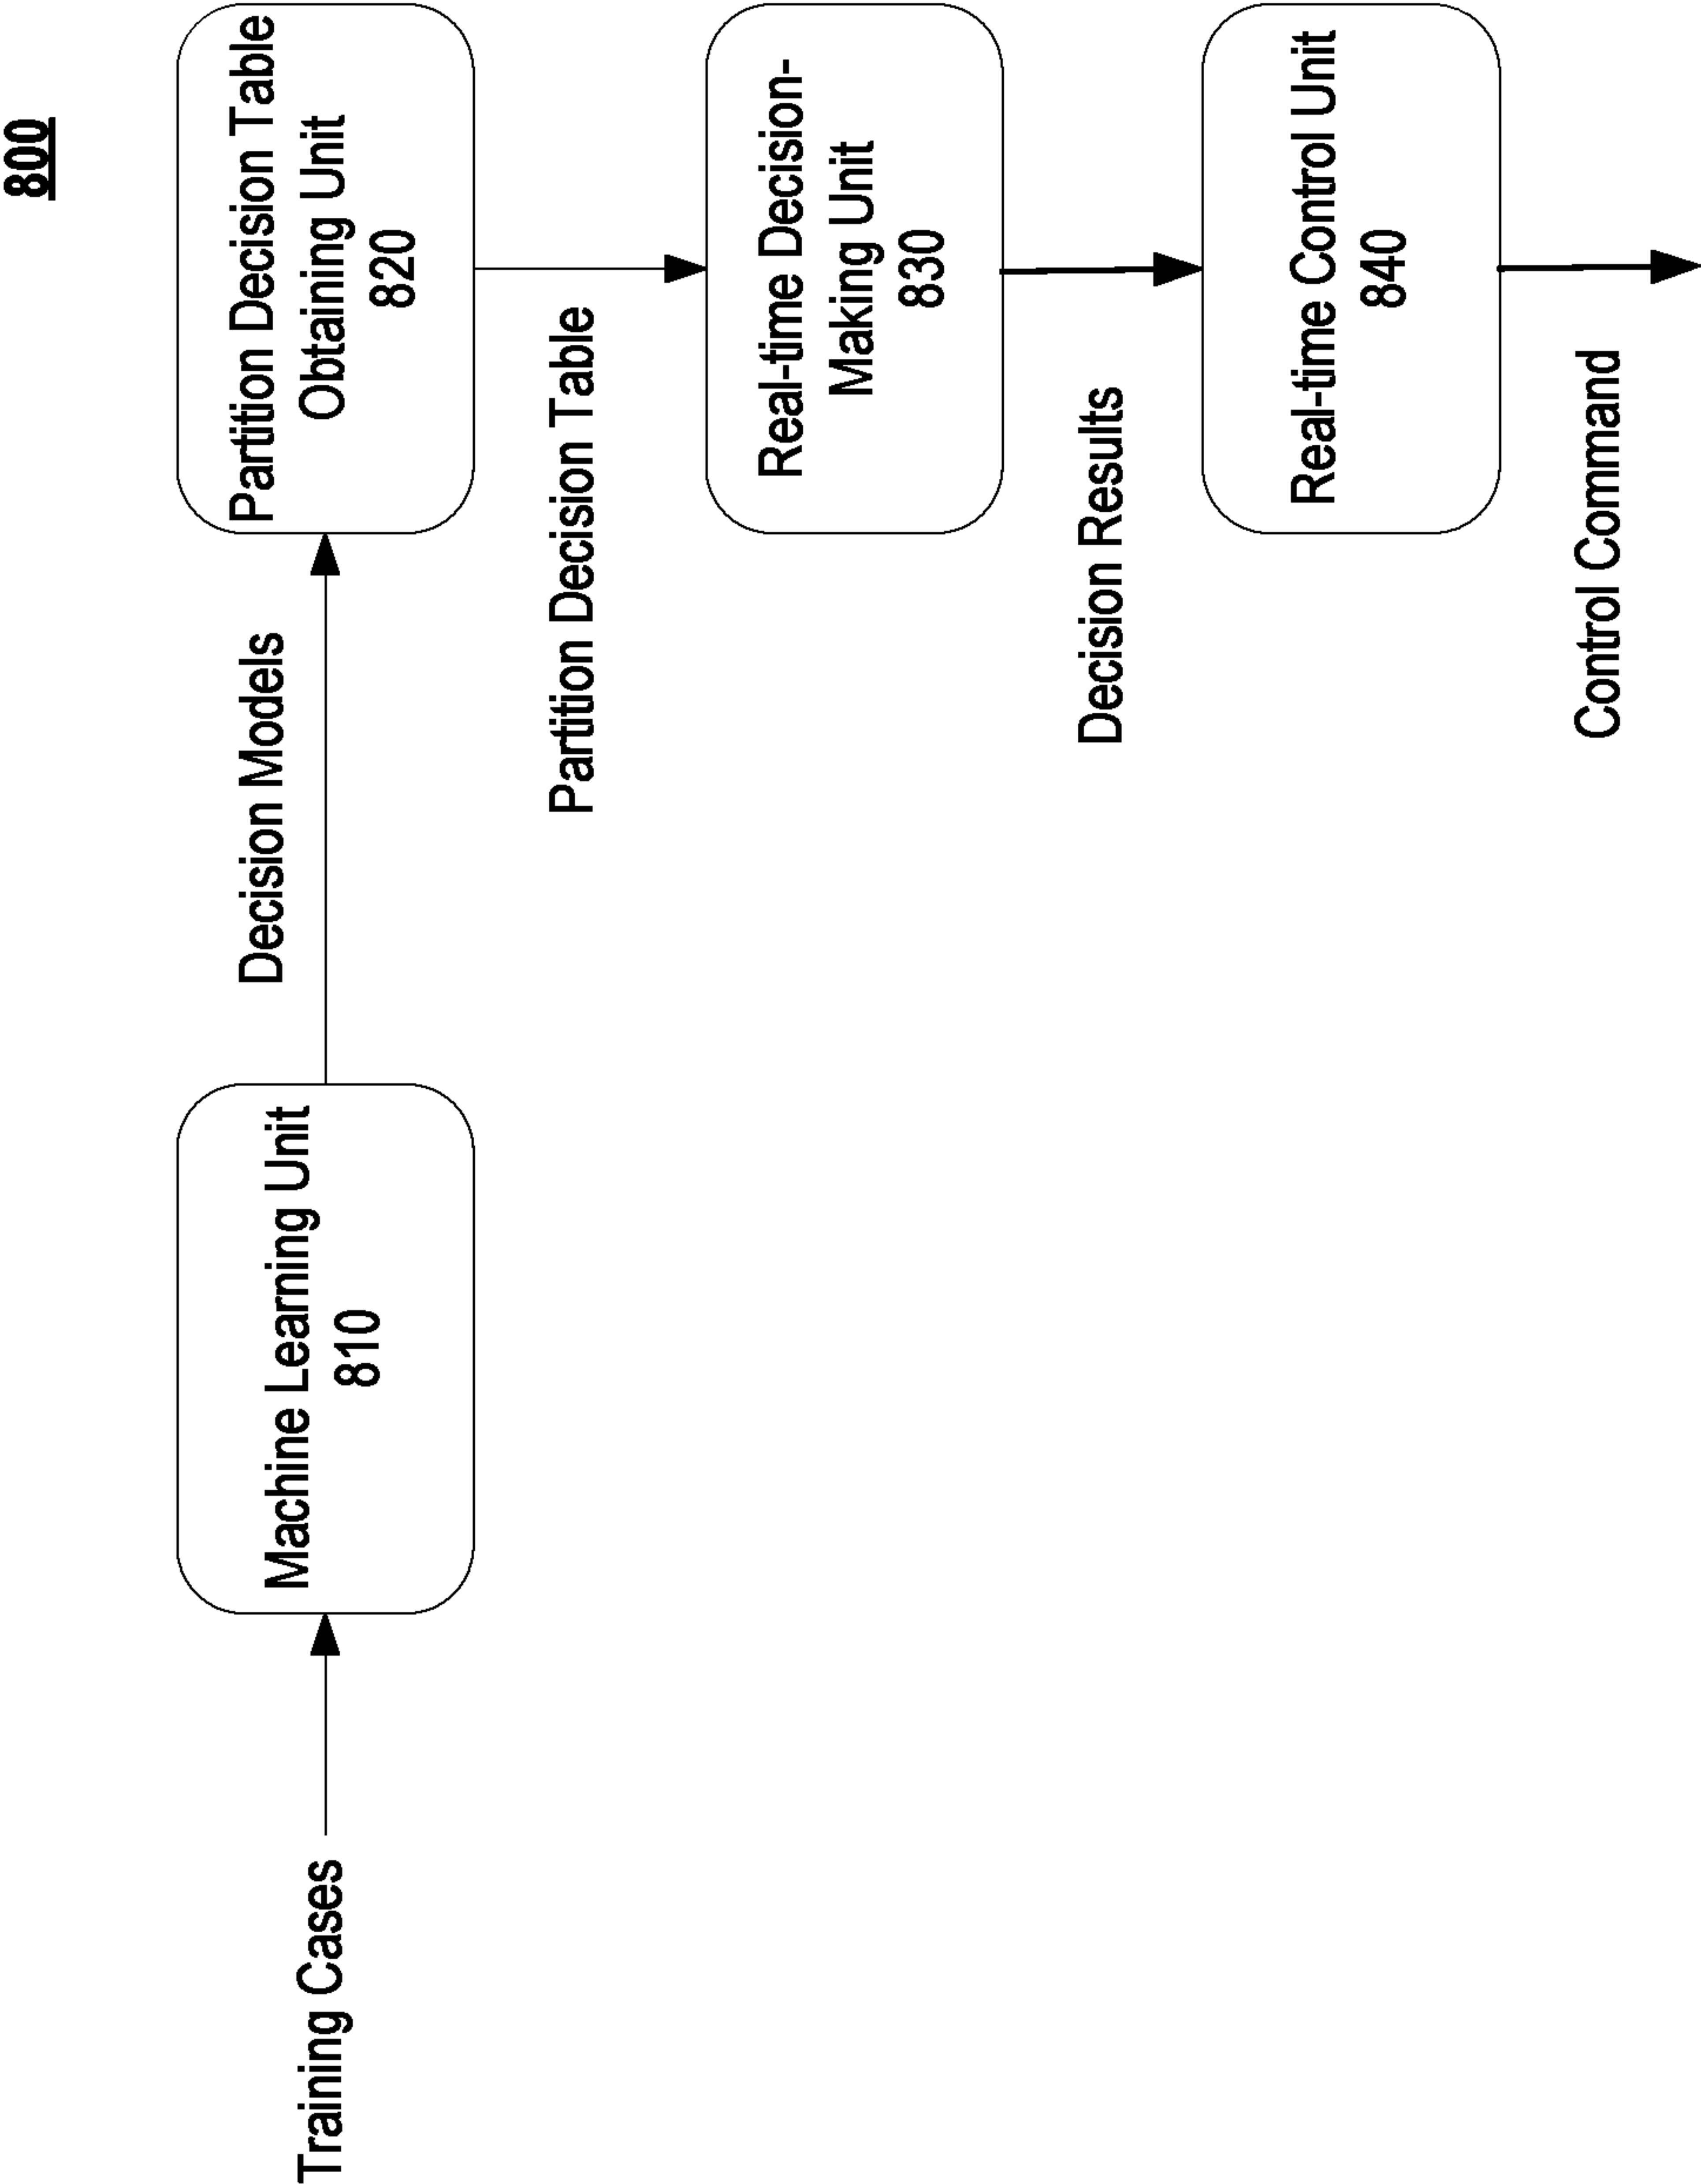 800
Training Cases
Machine Learning Unit
810
Decision Models
Partition Decision Table
Obtaining Unit
820
Partition Decision Table
Real-time Decision-
Making Unit
830
Decision Results
Real-time Control Unit
840
Control Command